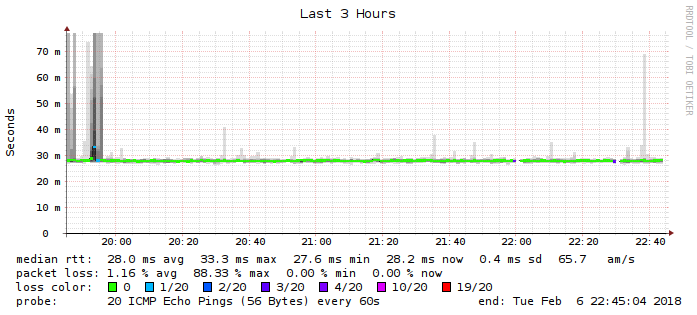 Last 3 Hours
RRDTOOL / TOBI OETIKER
Seconds
70 m
60 m
50 m
40 m
30 m
20 m
10 m
0
20:00 20:20 20:40 21:00 21:20 21:40 22:00 22:20 22:40
median rtt: 28.0 ms avg 33.3 ms max 27.6 ms min 28.2 ms now 0.4 ms sd 65.7 am/s
packet loss: 1.16 % avg 88.33 % max 0.00 % min 0.00 % now
loss color: 0 1/20 2/20 3/20 4/20 10/20 19/20
probe: 20 ICMP Echo Pings (56 Bytes) every 60s end: Tue Feb 6 22:45:04 2018